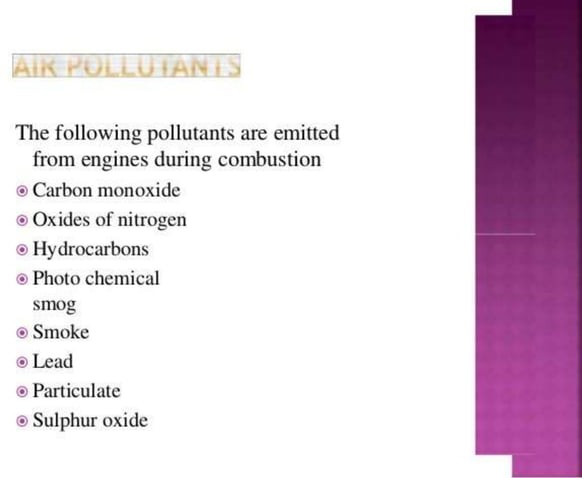 AIR POLLUTANTS
The following pollutants are emitted
from engines during combustion
Carbon monoxide
Oxides of nitrogen
Hydrocarbons
Photo chemical
smog
Smoke
Lead
Particulate
Sulphur oxide